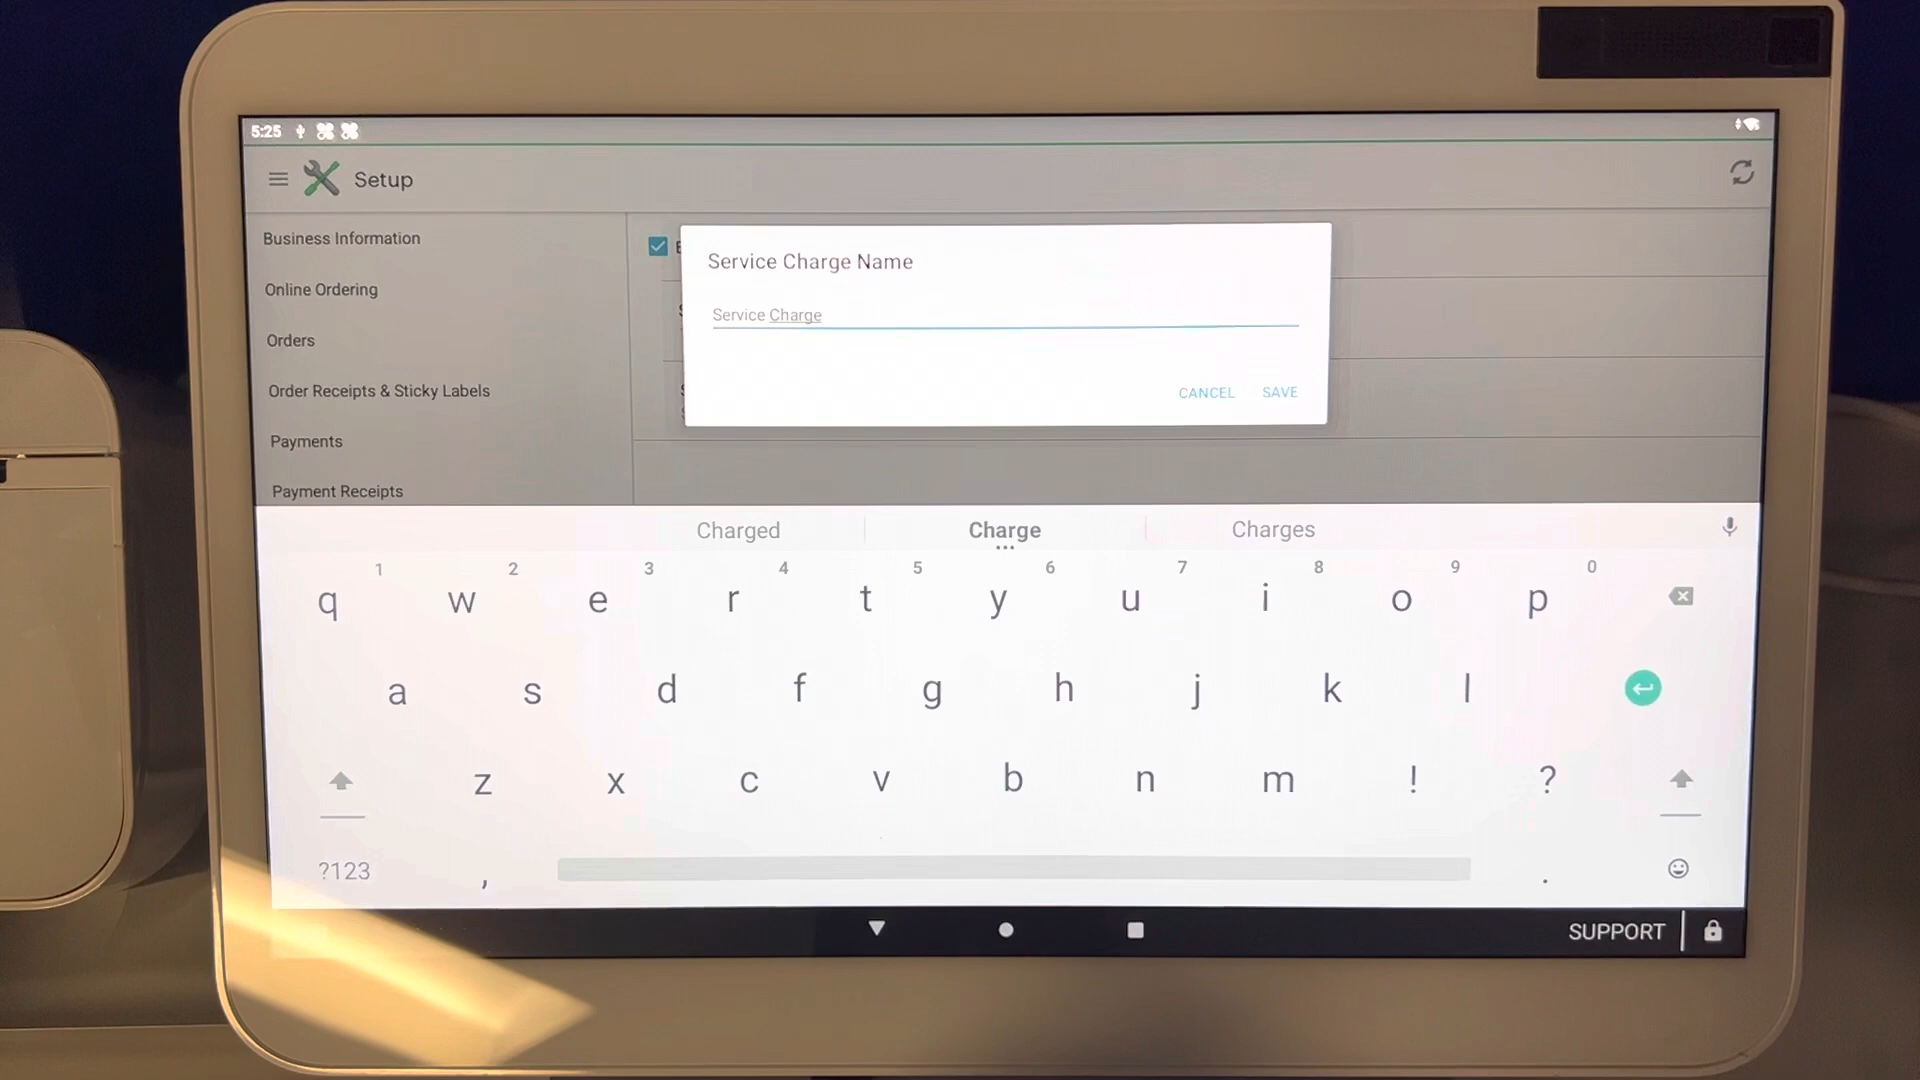 5:25
Setup
Business Information
Online Ordering
Orders
Order Receipts & Sticky Labels
Payments
Payment Receipts
Service Charge Name
Service Charge
CANCEL SAVE
Charged Charge Charges
1 2 3 4 5 6 7 8 9 0
q w e r t y u i o p
a s d f g h j k l
z x c v b n m ! ?
?123 , .
SUPPORT